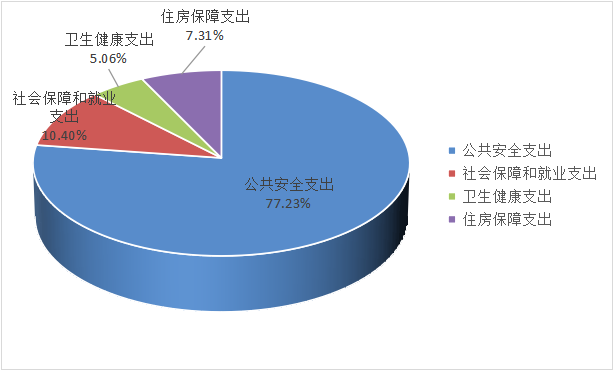 住房保障支出
7.31%
卫生健康支出
5.06%
社会保障和就业
支出
10.40%
公共安全支出
77.23%
公共安全支出
社会保障和就业支出
卫生健康支出
住房保障支出